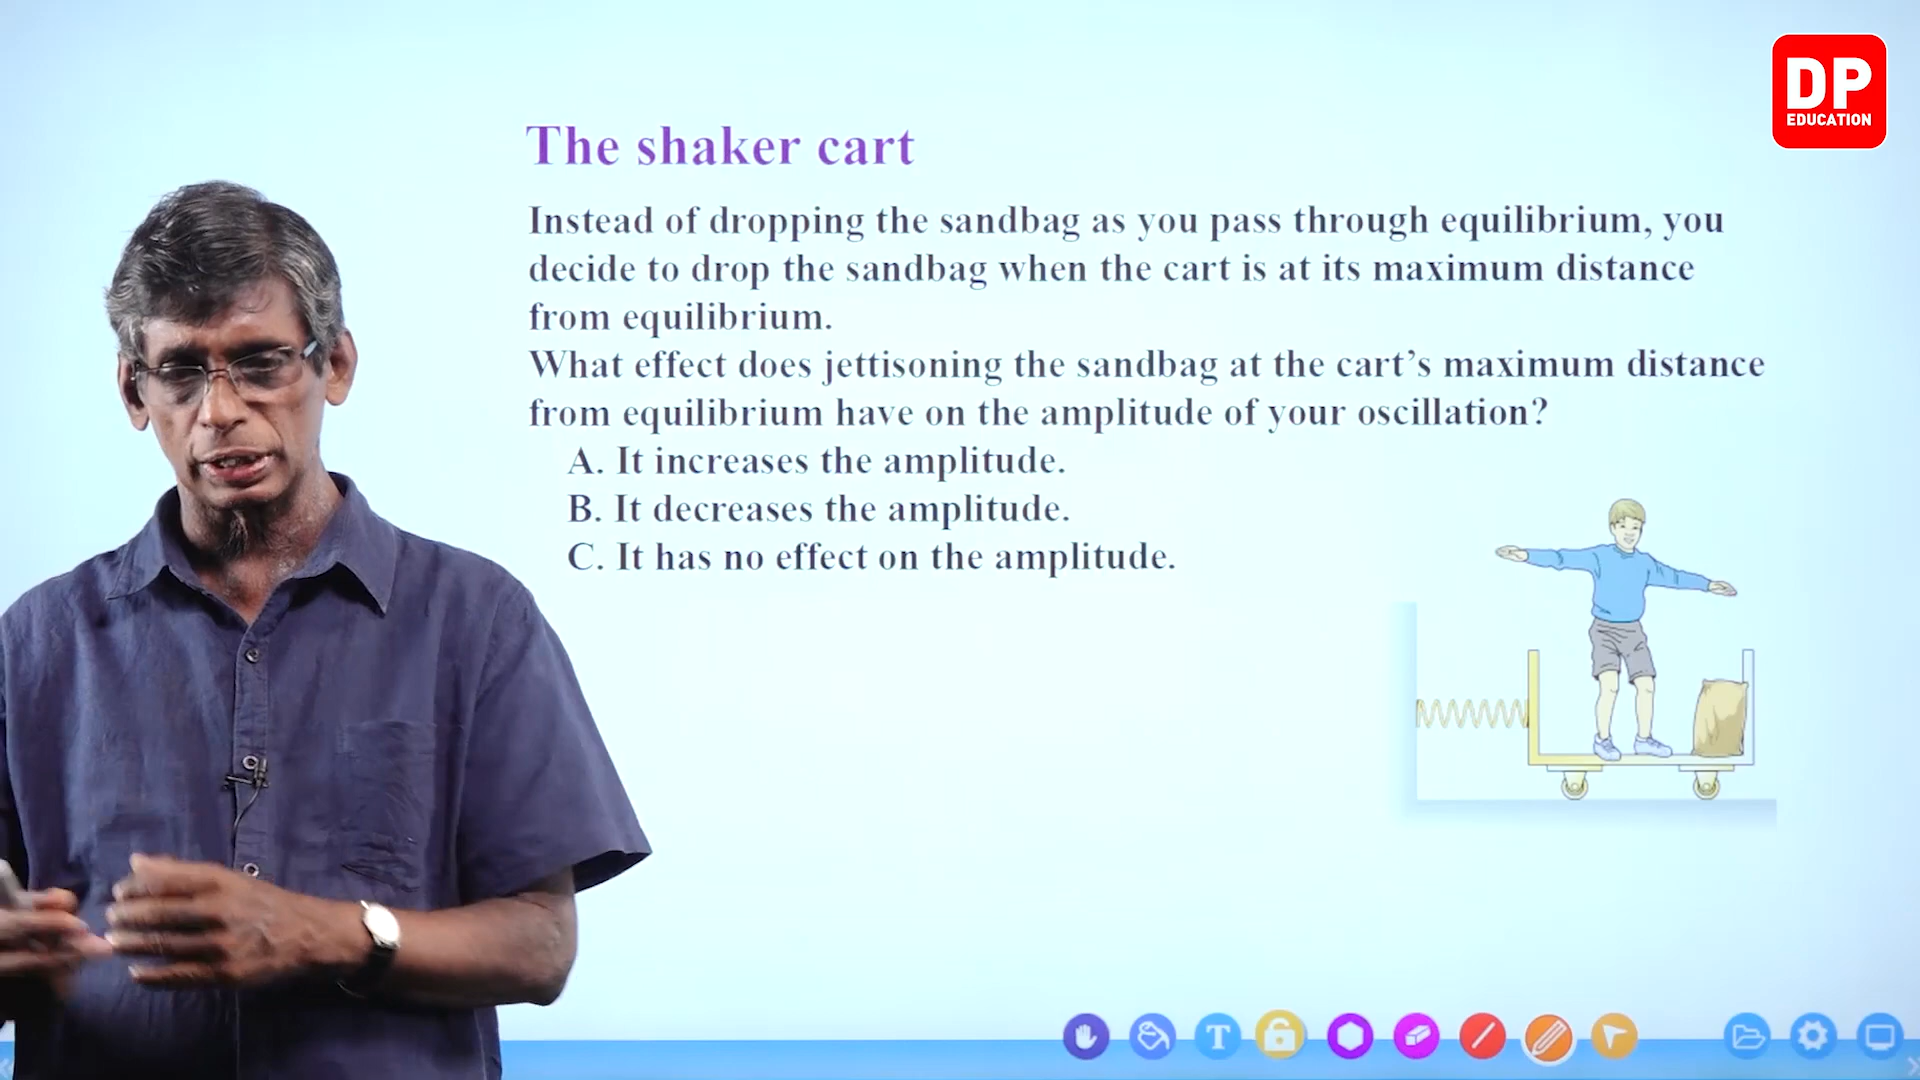 DP
EDUCATION
The shaker cart
Instead of dropping the sandbag as you pass through equilibrium, you
decide to drop the sandbag when the cart is at its maximum distance
from equilibrium.
What effect does jettisoning the sandbag at the cart’s maximum distance
from equilibrium have on the amplitude of your oscillation?
A. It increases the amplitude.
B. It decreases the amplitude.
C. It has no effect on the amplitude.
T